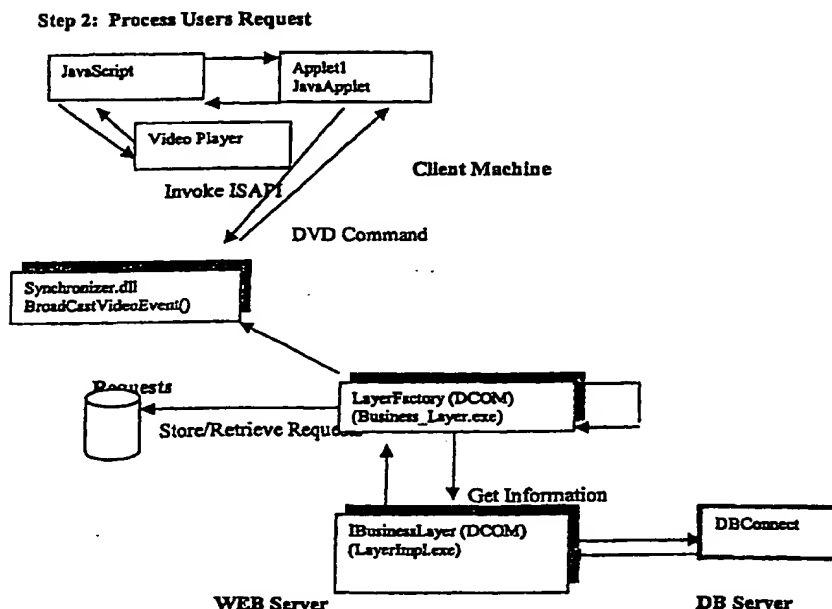 Step 2: Process Users Request
JavaScript
Applet1
JavaApplet
Video Player
Client Machine
Invoke ISAPI
DVD Command
Synchronizer.dll
BroadCastVideoEvent()
Requests
LayerFactory (DCOM)
(Business_Layer.exe)
Store/Retrieve Requests
Get Information
IBusinessLayer (DCOM)
(LayerImpl.exe)
DBConnect
WEB Server
DB Server